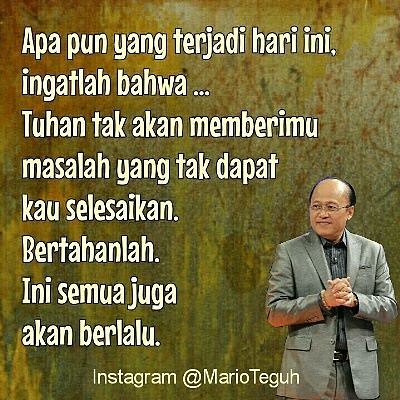 Apa pun yang terjadi hari ini,
ingatlah bahwa ...
Tuhan tak akan memberimu
masalah yang tak dapat
kau selesaikan.
Bertahanlah.
Ini semua juga
akan berlalu.
Instagram @MarioTeguh